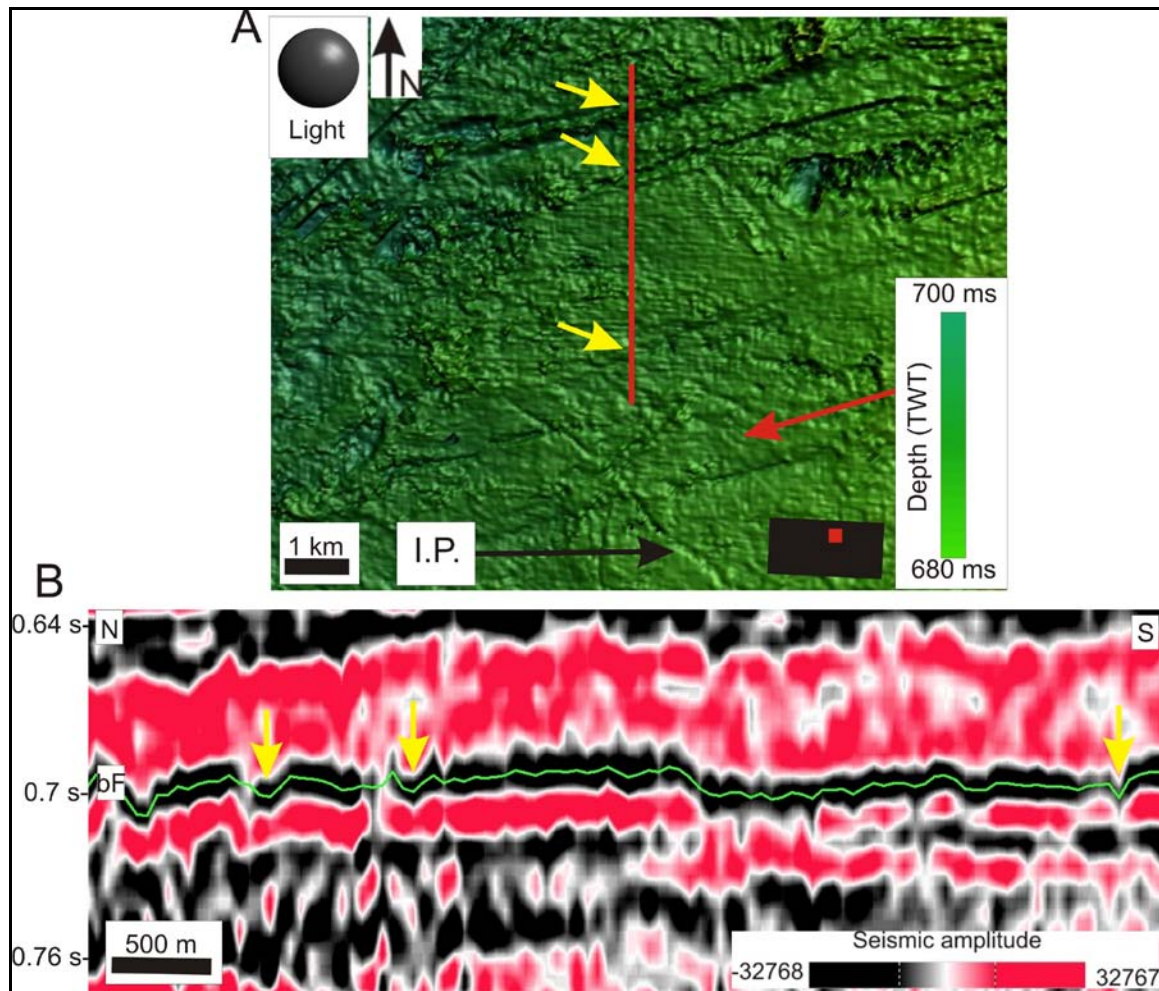 A
N
Light
700 ms
Depth (TWT)
680 ms
1 km
I.P.
B
0.64 s-
N
S
bF
0.7 s-
0.76 s-
500 m
Seismic amplitude
-32768
32767